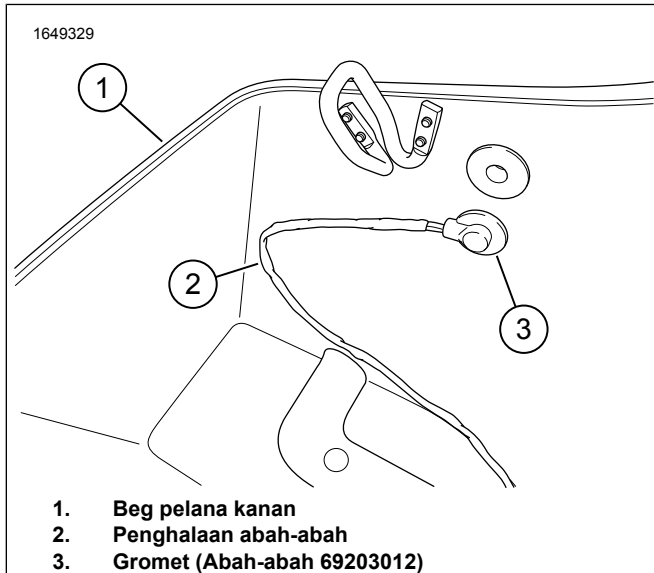 1649329
1
2
3
1. Beg pelana kanan
2. Penghalaan abah-abah
3. Gromet (Abah-abah 69203012)